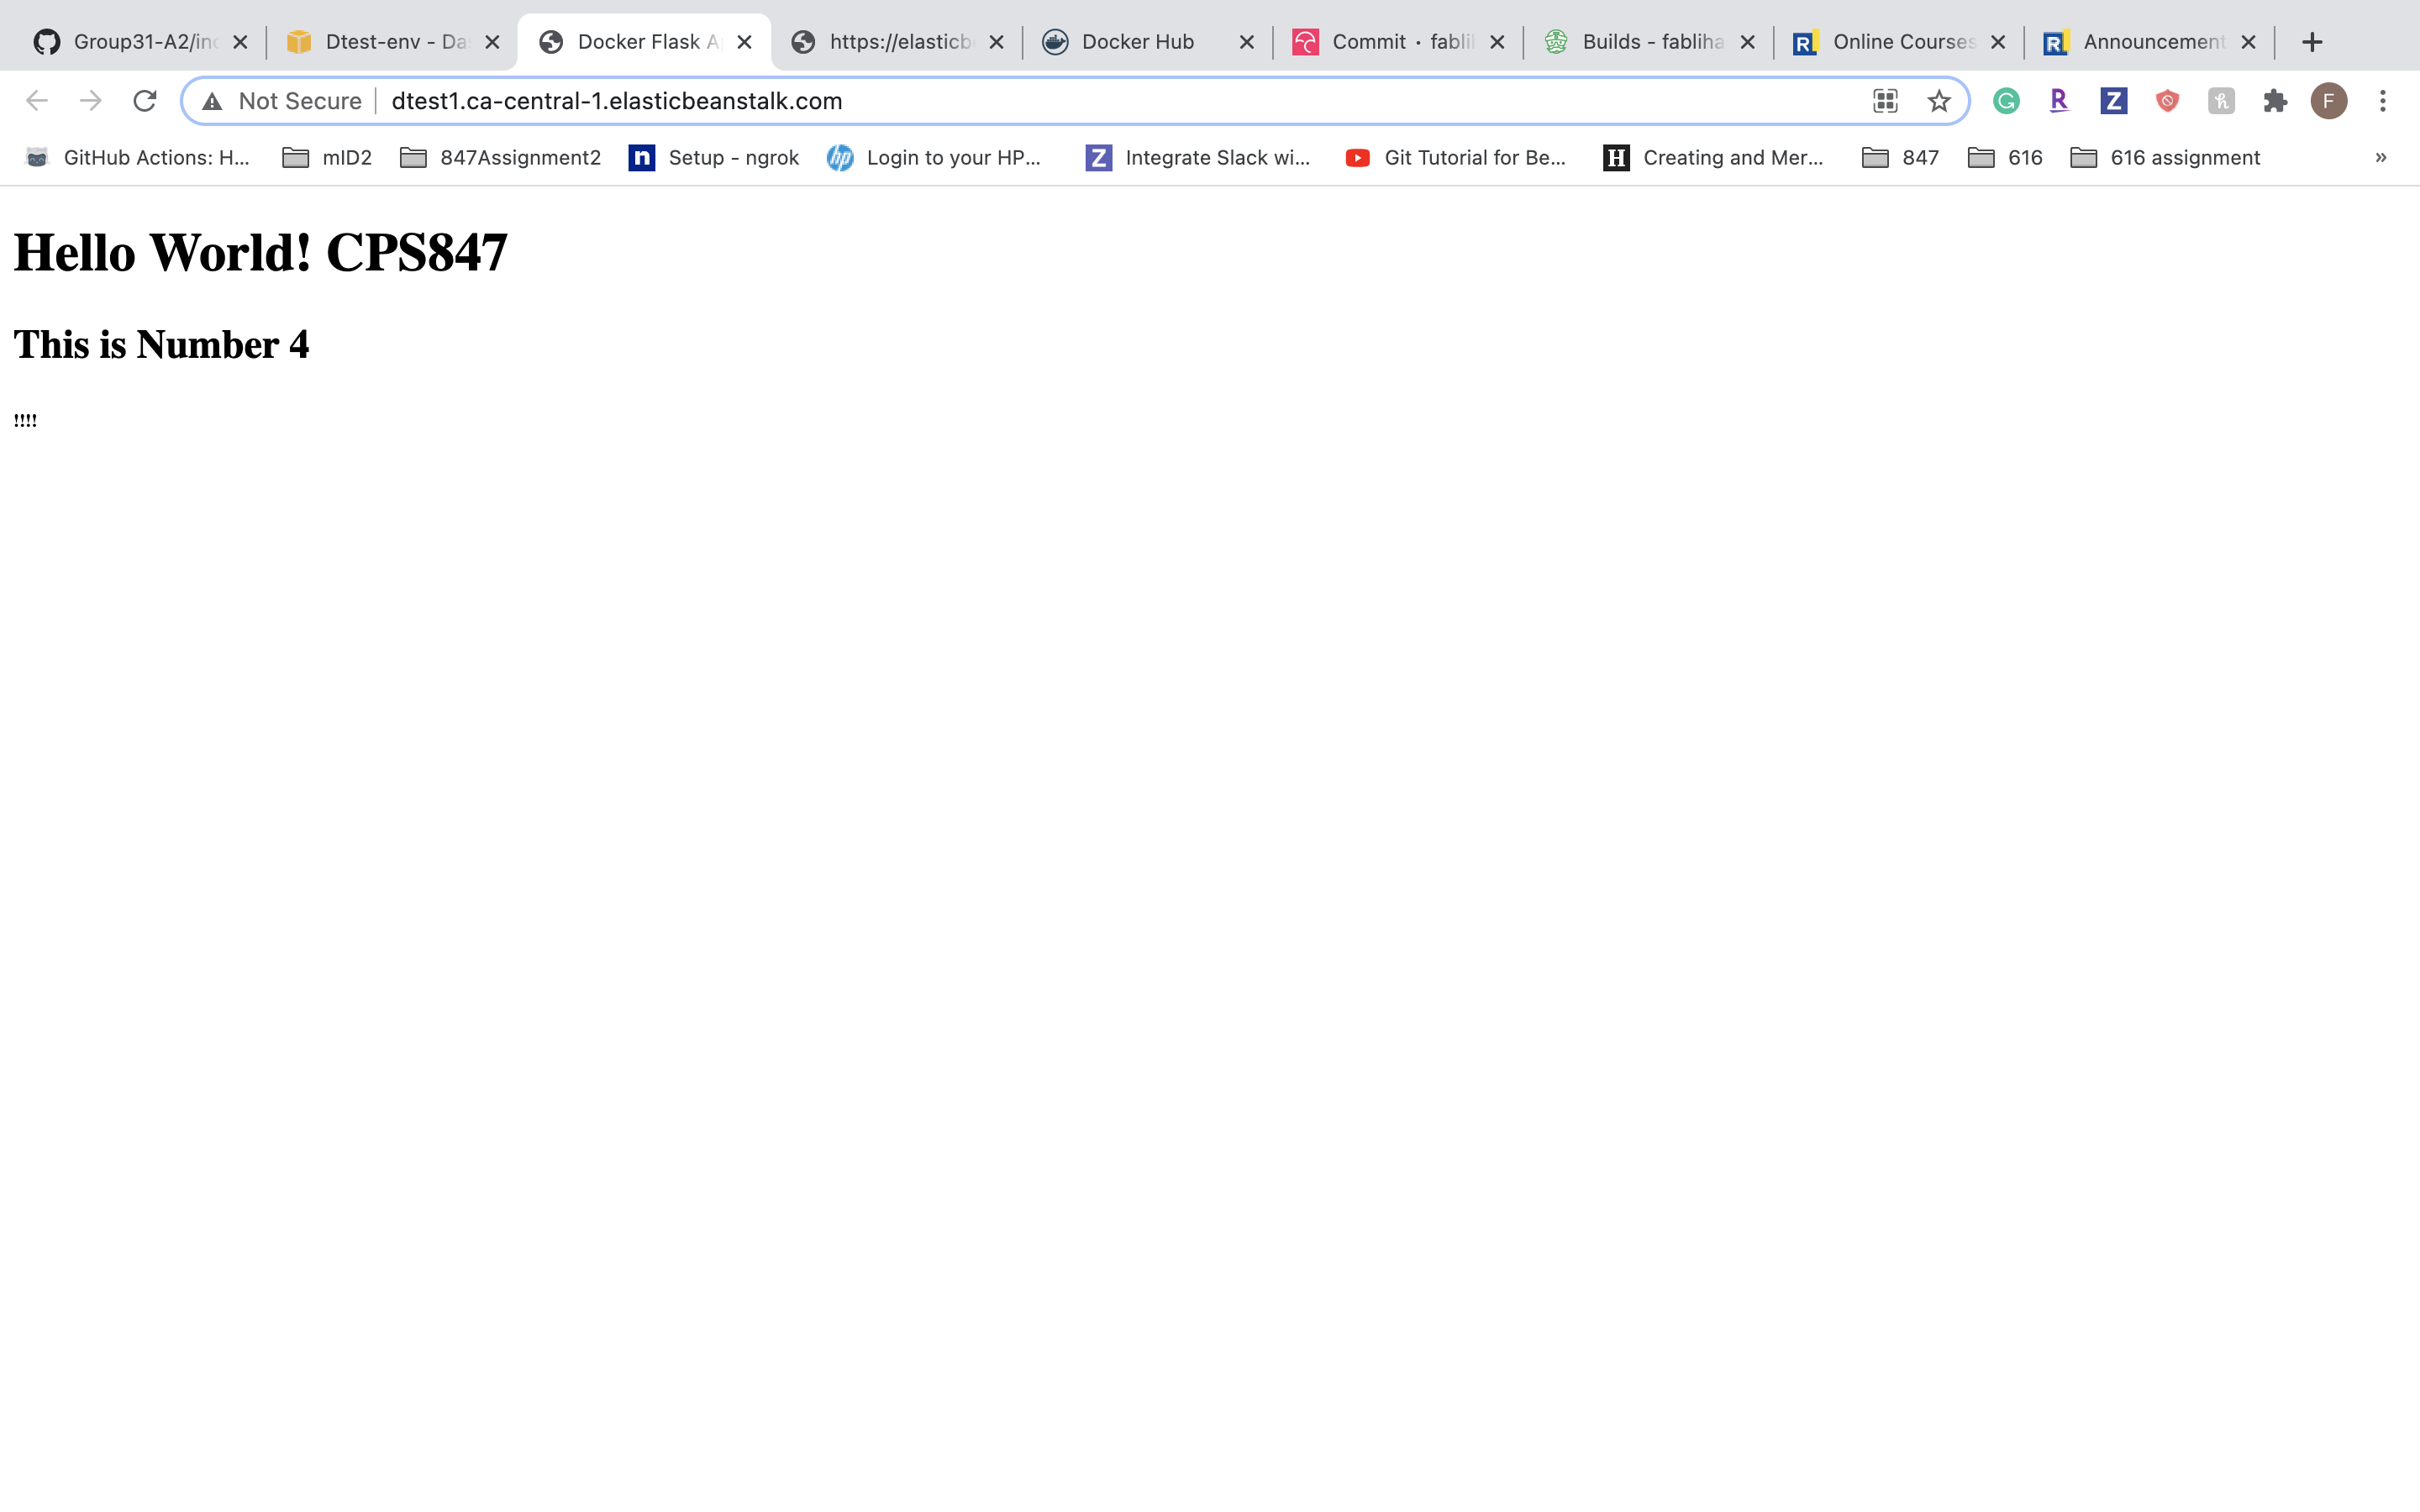 Group31-A2/inc
Dtest-env - Da
Docker Flask A
https://elasticb
Docker Hub
Commit · fabli
Builds - fabliha
Online Courses
Announcement
Not Secure
dtest1.ca-central-1.elasticbeanstalk.com
F
GitHub Actions: H...
mID2
847Assignment2
Setup - ngrok
Login to your HP...
Integrate Slack wi...
Git Tutorial for Be...
Creating and Mer...
847
616
616 assignment
»
Hello World! CPS847
This is Number 4
!!!!